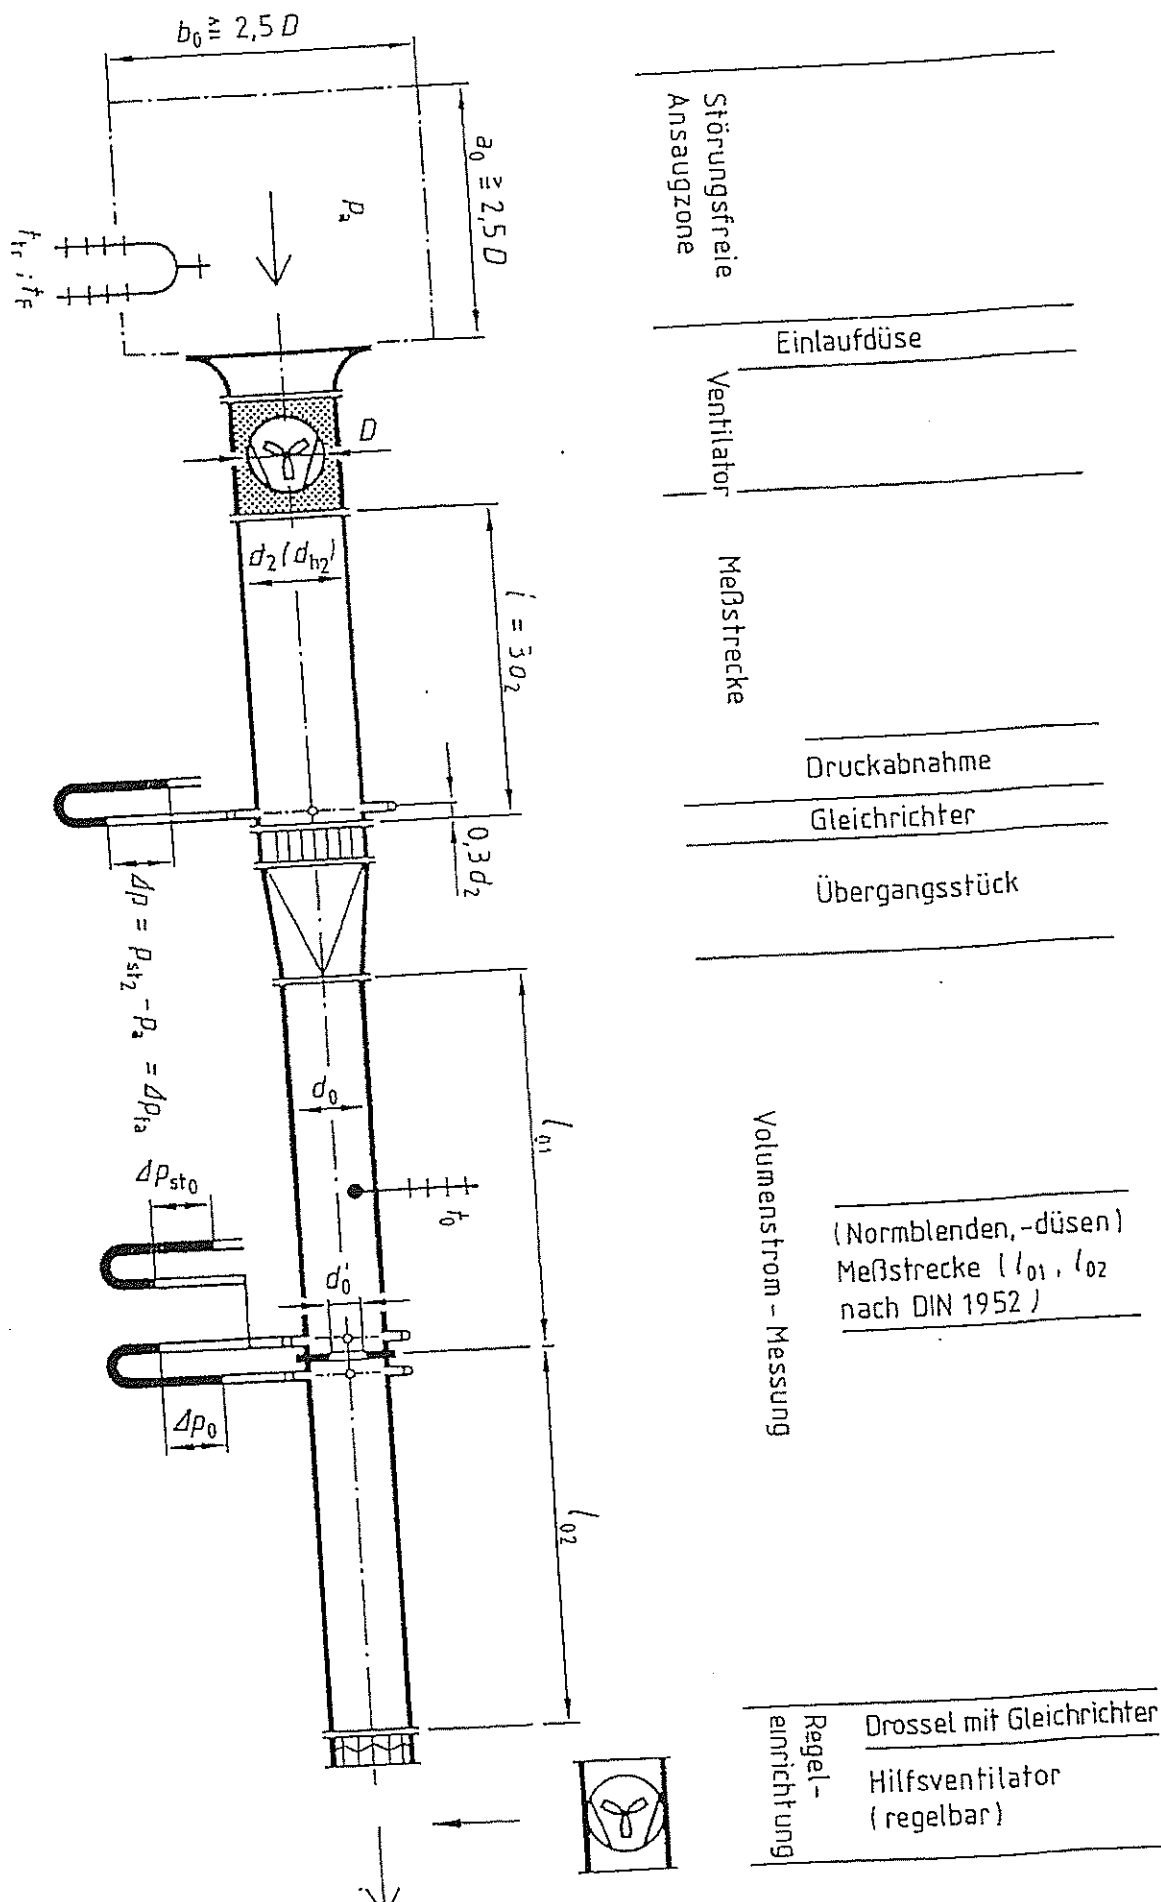 b₀ ≧ 2,5 D
a₀ ≧ 2,5 D
pₐ
t_tr ; t_F
D
d₂ (d_h2)
0,3 d₂
Δp = p_st2 - pₐ = Δp_fa
d₀
l₀₁
t₀
Δp_st0
d₀'
Δp₀
l₀₂
Störungsfreie
Ansaugzone
Einlaufdüse
Ventilator
Meßstrecke
Druckabnahme
Gleichrichter
Übergangsstück
Volumenstrom-Messung
(Normblenden,-düsen)
Meßstrecke (l₀₁, l₀₂
nach DIN 1952)
Regel-
einrichtung
Drossel mit Gleichrichter
Hilfsventilator
(regelbar)